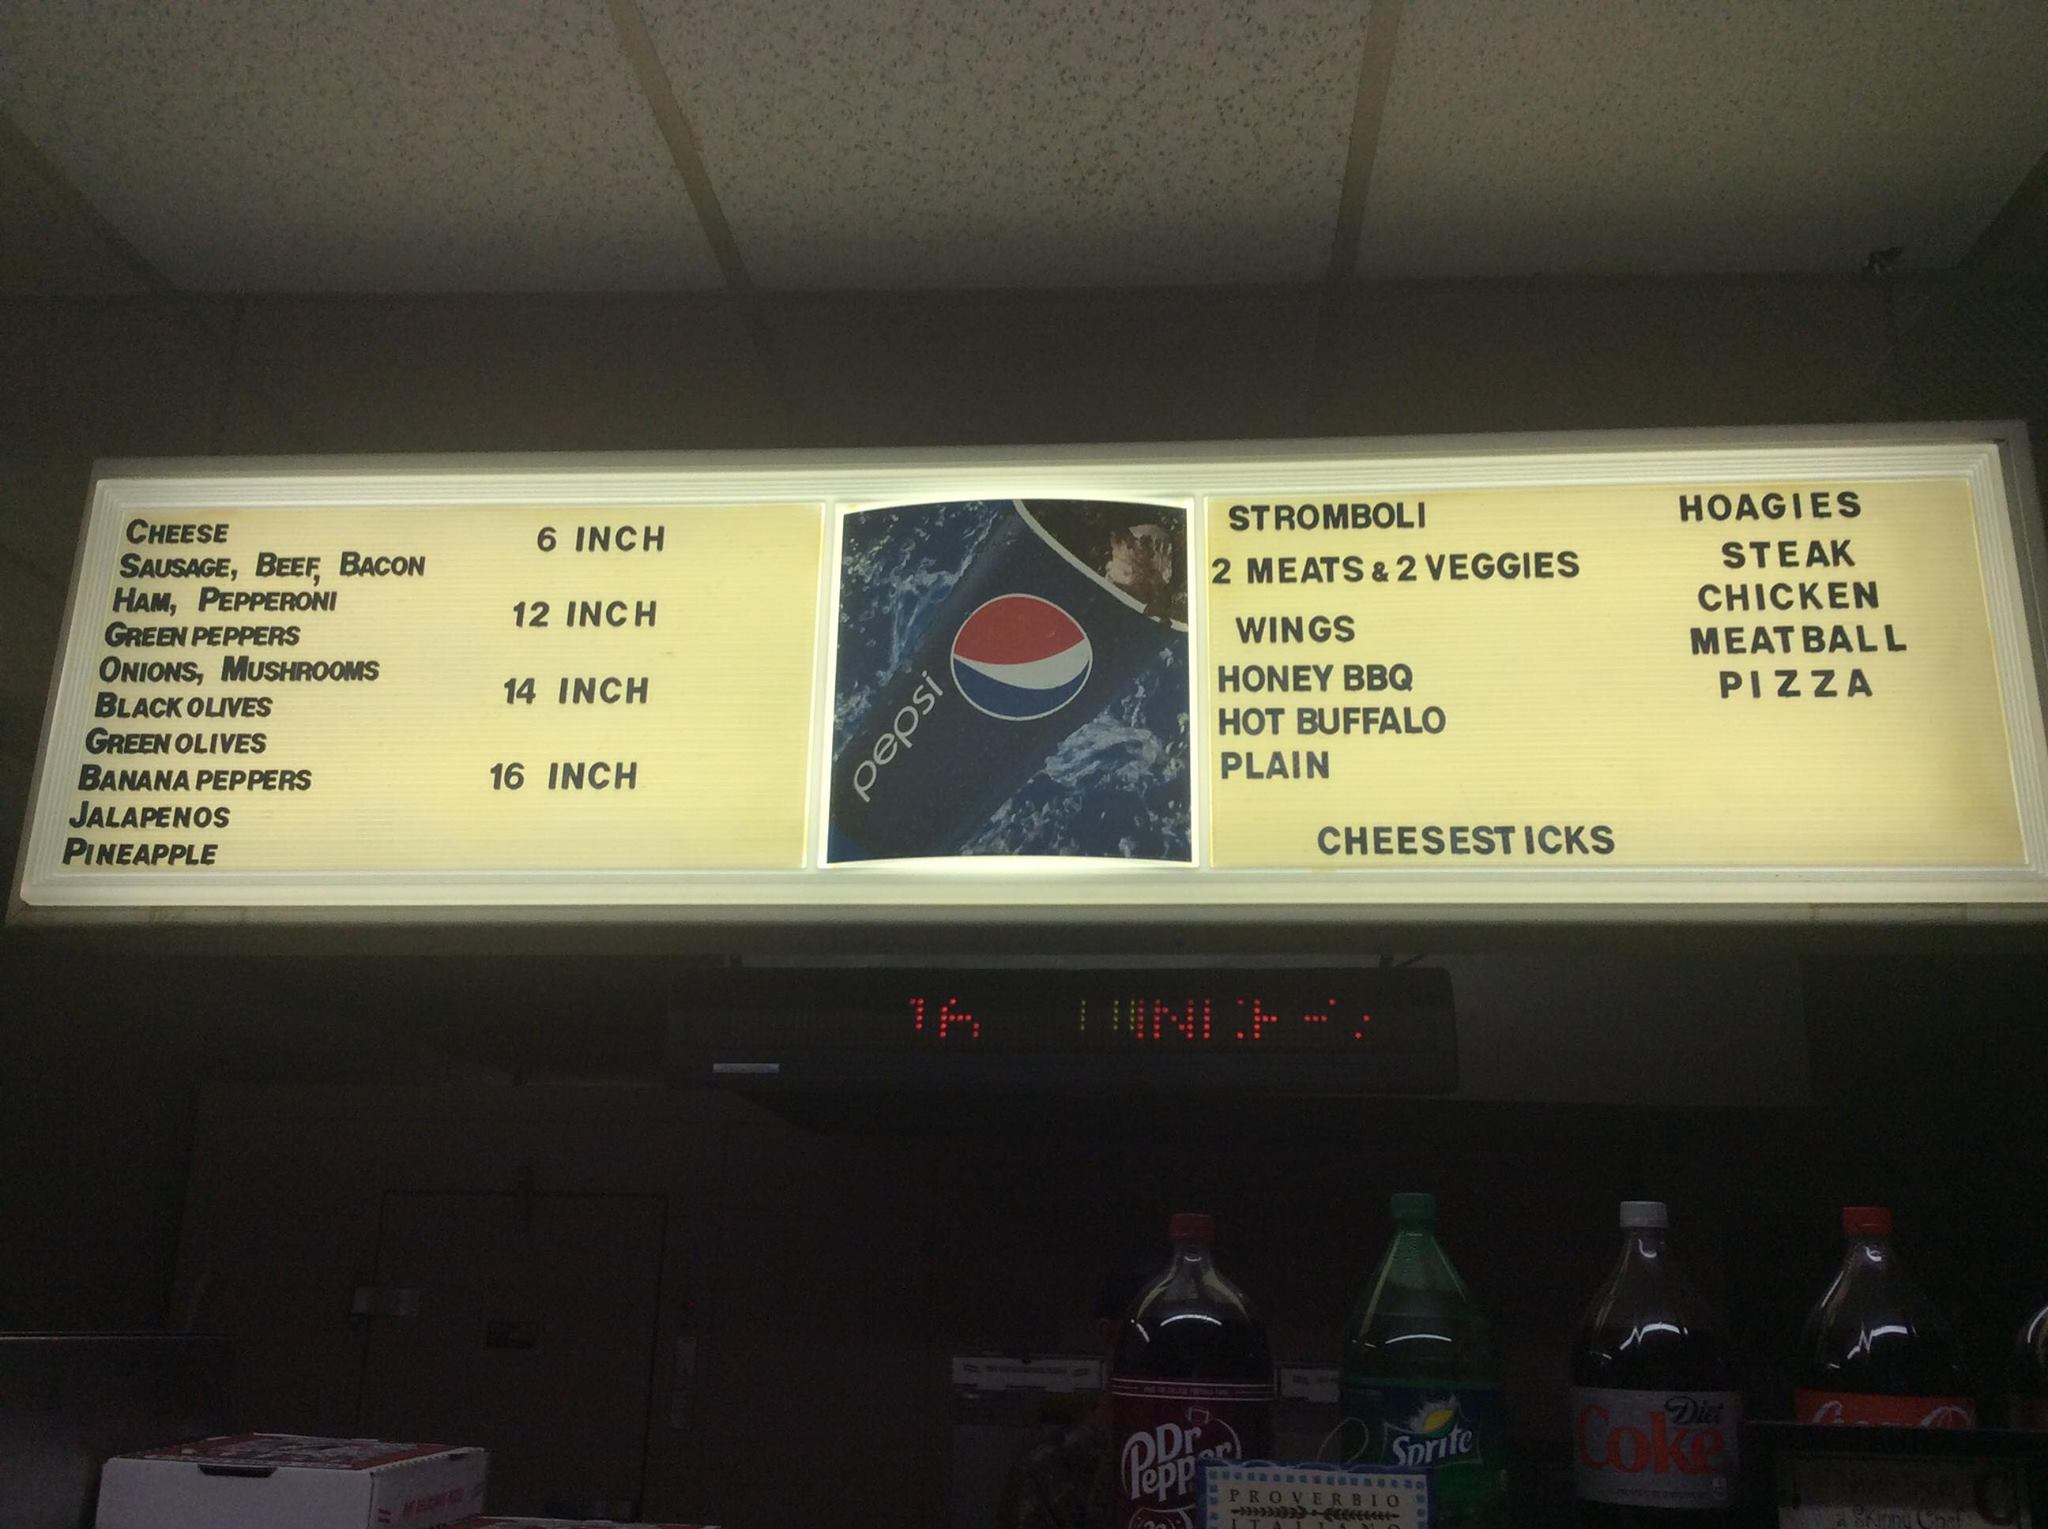 CHEESE
SAUSAGE, BEEF, BACON
HAM, PEPPERONI
GREEN PEPPERS
ONIONS, MUSHROOMS
BLACK OLIVES
GREEN OLIVES
BANANA PEPPERS
JALAPENOS
PINEAPPLE
6 INCH
12 INCH
14 INCH
16 INCH
pepsi
STROMBOLI
2 MEATS & 2 VEGGIES
WINGS
HONEY BBQ
HOT BUFFALO
PLAIN
CHEESESTICKS
HOAGIES
STEAK
CHICKEN
MEATBALL
PIZZA
Dr Pepper
Sprite
Diet
Coke
PROVERBIO
ITALIANO